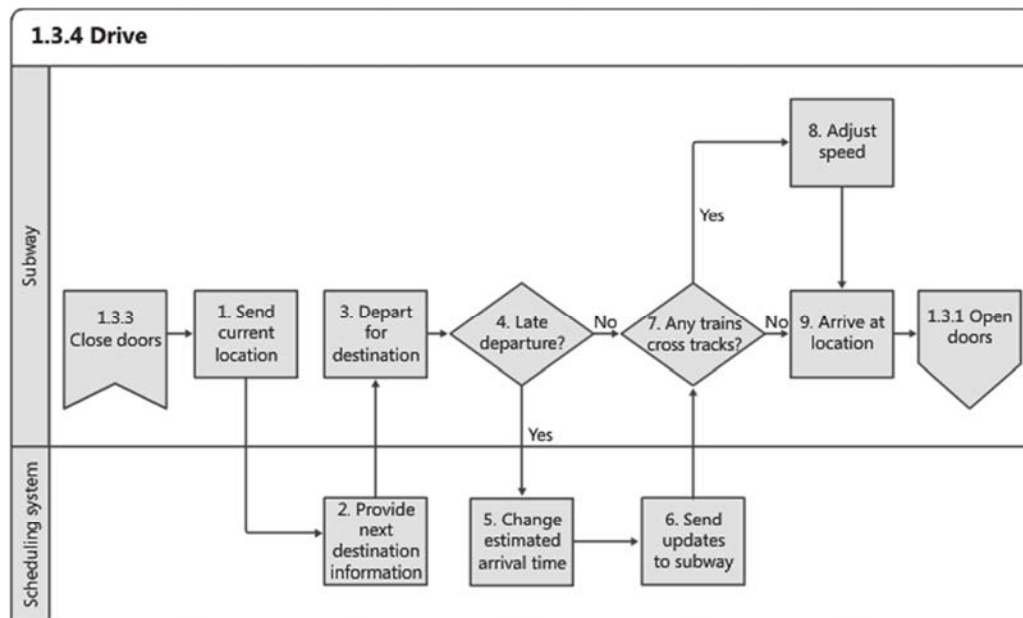 1.3.4 Drive
Subway
1.3.3
Close doors
1. Send
current
location
3. Depart
for
destination
4. Late
departure?
No
Yes
7. Any trains
cross tracks?
Yes
No
8. Adjust
speed
9. Arrive at
location
1.3.1 Open
doors
Scheduling system
2. Provide
next
destination
information
5. Change
estimated
arrival time
6. Send
updates
to subway